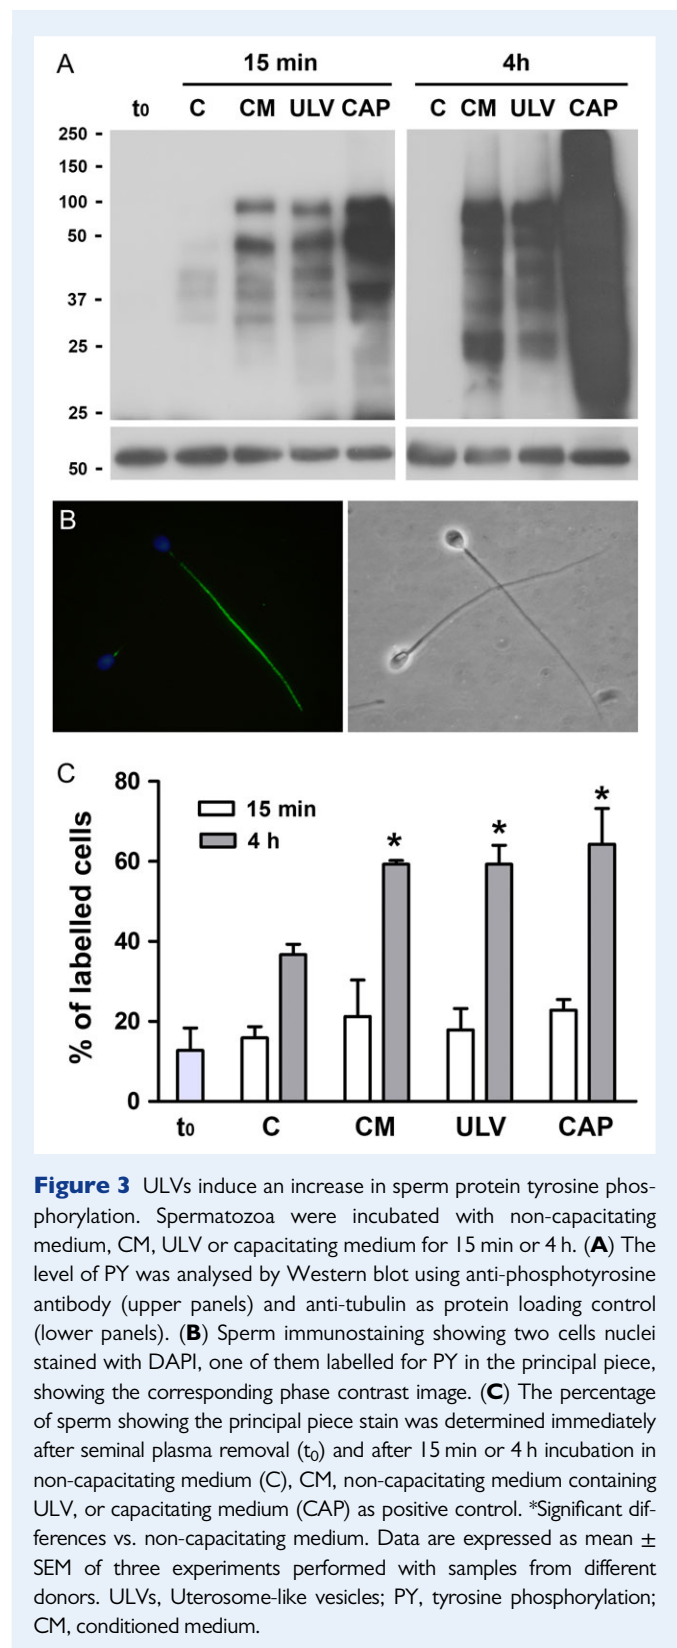 A
15 min
4h
t0 C CM ULV CAP C CM ULV CAP
250 -
150 -
100 -
50 -
37 -
25 -
25 -
50 -
B
C
80
60
40
20
0
% of labelled cells
15 min
4 h
* * *
t0 C CM ULV CAP
Figure 3 ULVs induce an increase in sperm protein tyrosine phos-
phorylation. Spermatozoa were incubated with non-capacitating
medium, CM, ULV or capacitating medium for 15 min or 4 h. (A) The
level of PY was analysed by Western blot using anti-phosphotyrosine
antibody (upper panels) and anti-tubulin as protein loading control
(lower panels). (B) Sperm immunostaining showing two cells nuclei
stained with DAPI, one of them labelled for PY in the principal piece,
showing the corresponding phase contrast image. (C) The percentage
of sperm showing the principal piece stain was determined immediately
after seminal plasma removal (t0) and after 15 min or 4 h incubation in
non-capacitating medium (C), CM, non-capacitating medium containing
ULV, or capacitating medium (CAP) as positive control. *Significant dif-
ferences vs. non-capacitating medium. Data are expressed as mean ±
SEM of three experiments performed with samples from different
donors. ULVs, Uterosome-like vesicles; PY, tyrosine phosphorylation;
CM, conditioned medium.